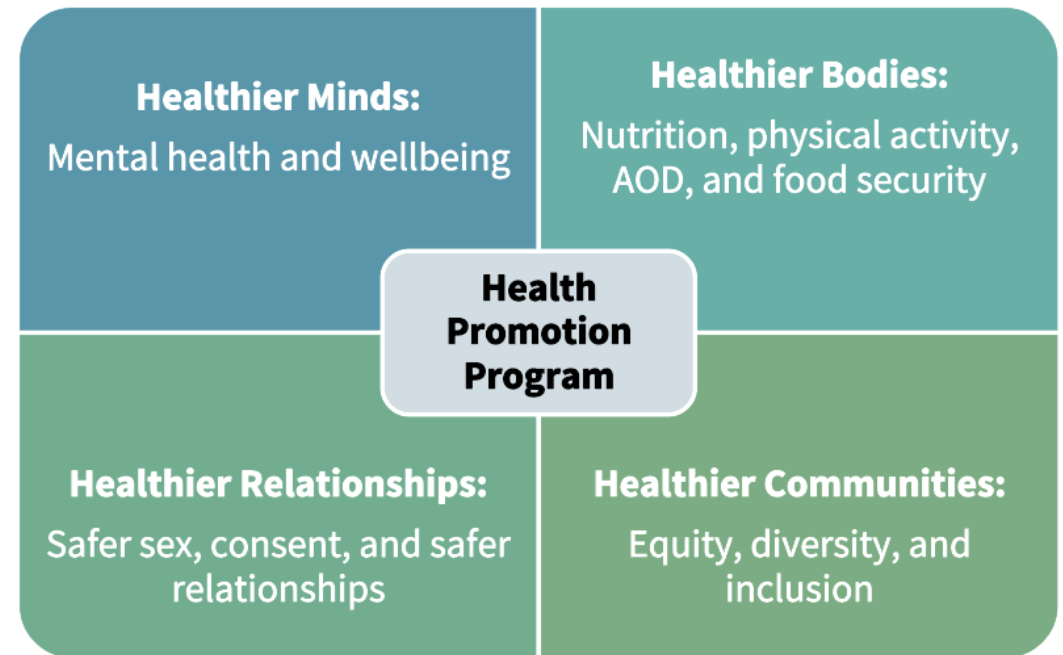 Healthier Minds:
Mental health and wellbeing
Healthier Bodies:
Nutrition, physical activity,
AOD, and food security
Health
Promotion
Program
Healthier Relationships:
Safer sex, consent, and safer
relationships
Healthier Communities:
Equity, diversity, and
inclusion